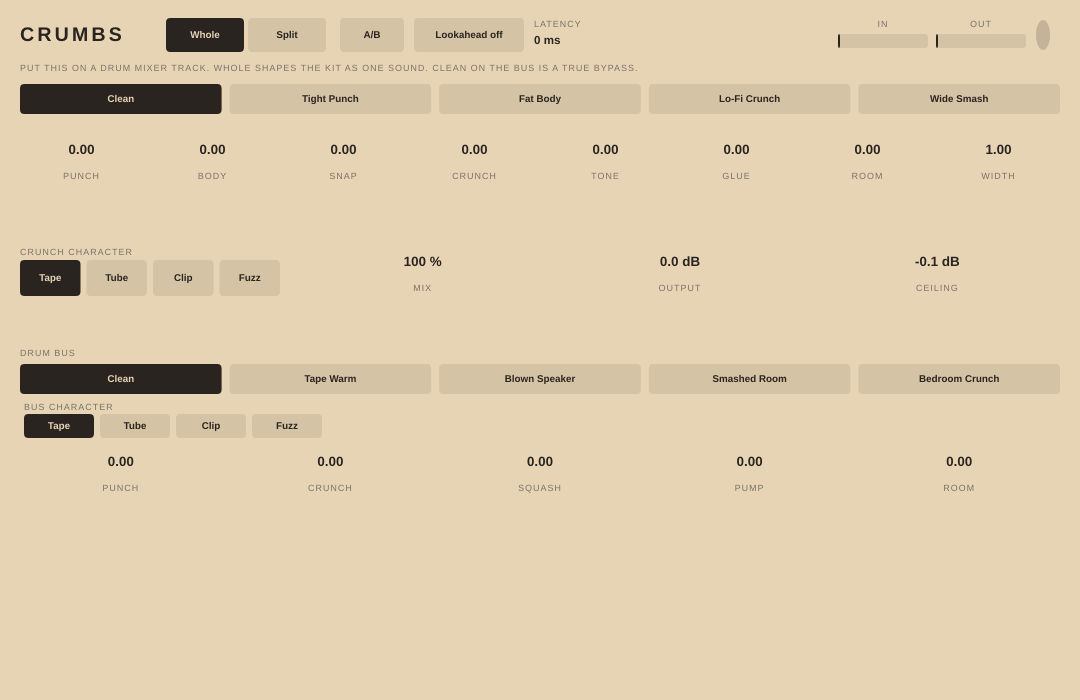 CRUMBS
Whole
Split
A/B
Lookahead off
LATENCY
0 ms
IN
OUT
PUT THIS ON A DRUM MIXER TRACK. WHOLE SHAPES THE KIT AS ONE SOUND. CLEAN ON THE BUS IS A TRUE BYPASS.
Clean
Tight Punch
Fat Body
Lo-Fi Crunch
Wide Smash
0.00 0.00 0.00 0.00 0.00 0.00 0.00 1.00
PUNCH BODY SNAP CRUNCH TONE GLUE ROOM WIDTH
CRUNCH CHARACTER
Tape Tube Clip Fuzz
100 % 0.0 dB -0.1 dB
MIX OUTPUT CEILING
DRUM BUS
Clean
Tape Warm
Blown Speaker
Smashed Room
Bedroom Crunch
BUS CHARACTER
Tape Tube Clip Fuzz
0.00 0.00 0.00 0.00 0.00
PUNCH CRUNCH SQUASH PUMP ROOM